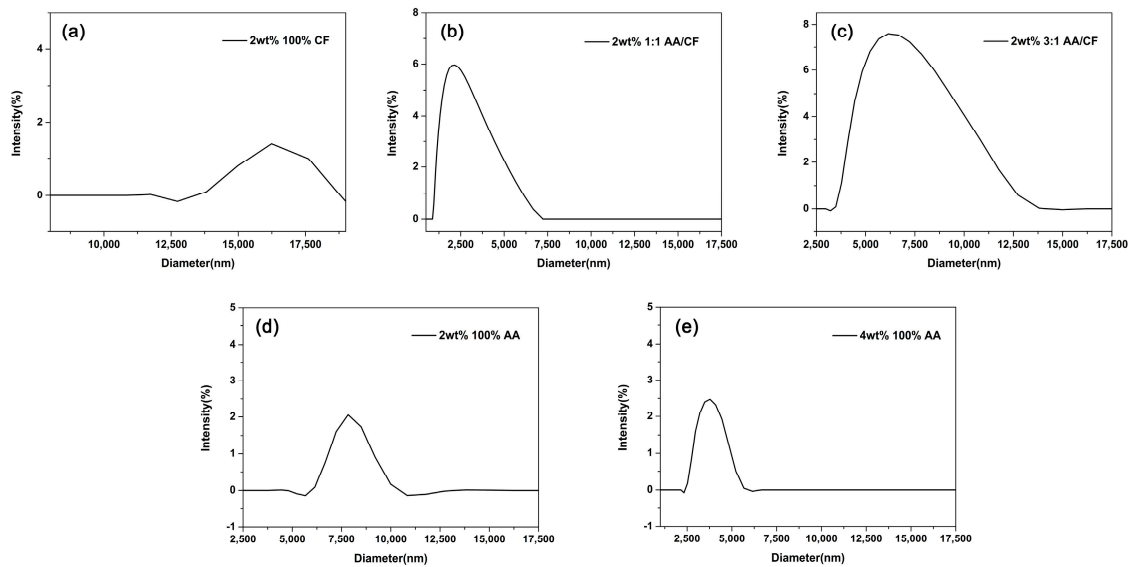 (a)
2wt% 100% CF
4
2
0
Intensity(%)
10,000 12,500 15,000 17,500
Diameter(nm)
(b)
2wt% 1:1 AA/CF
8
6
4
2
0
Intensity(%)
2,500 5,000 7,500 10,000 12,500 15,000 17,500
Diameter(nm)
(c)
2wt% 3:1 AA/CF
8
6
4
2
0
Intensity(%)
2,500 5,000 7,500 10,000 12,500 15,000 17,500
Diameter(nm)
(d)
2wt% 100% AA
5
4
3
2
1
0
-1
Intensity(%)
2,500 5,000 7,500 10,000 12,500 15,000 17,500
Diameter(nm)
(e)
4wt% 100% AA
5
4
3
2
1
0
-1
Intensity(%)
2,500 5,000 7,500 10,000 12,500 15,000 17,500
Diameter(nm)